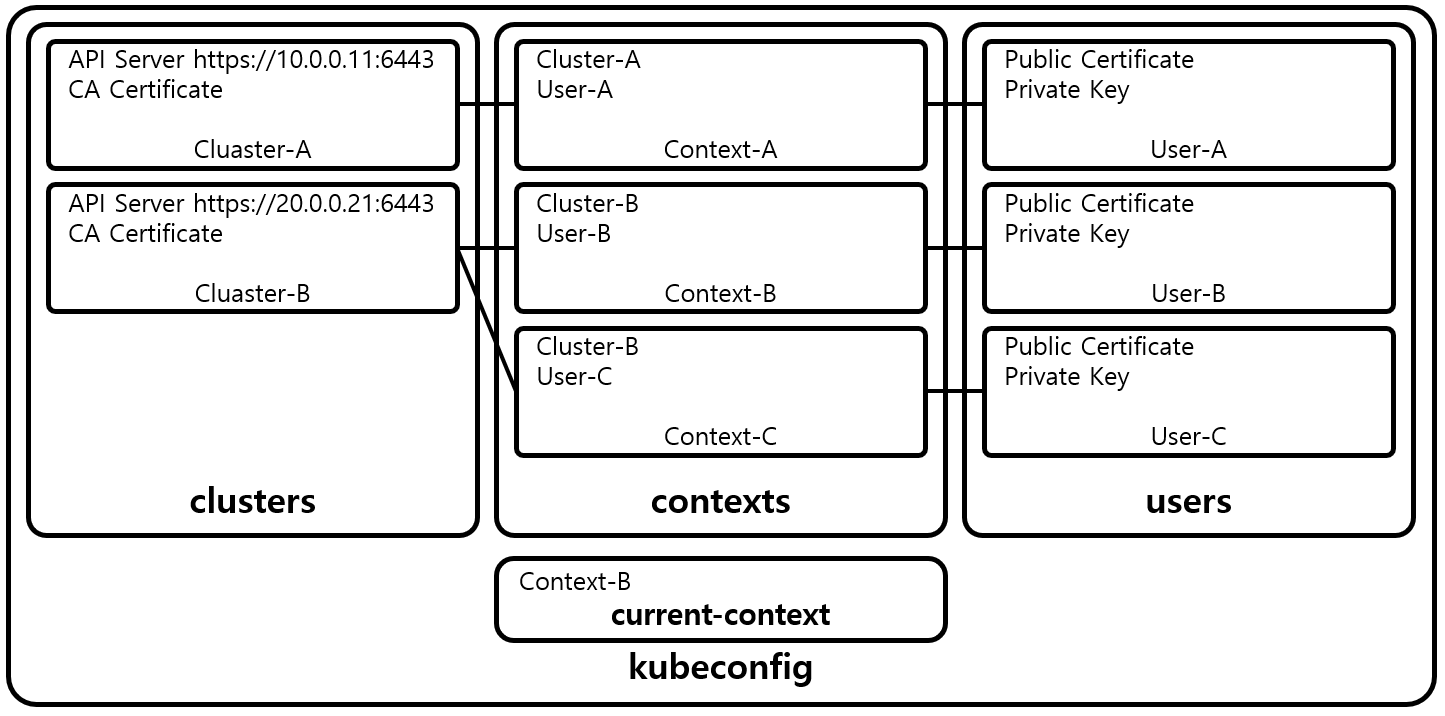 API Server https://10.0.0.11:6443
CA Certificate
Cluaster-A
API Server https://20.0.0.21:6443
CA Certificate
Cluaster-B
clusters
Cluster-A
User-A
Context-A
Cluster-B
User-B
Context-B
Cluster-B
User-C
Context-C
contexts
Public Certificate
Private Key
User-A
Public Certificate
Private Key
User-B
Public Certificate
Private Key
User-C
users
Context-B
current-context
kubeconfig